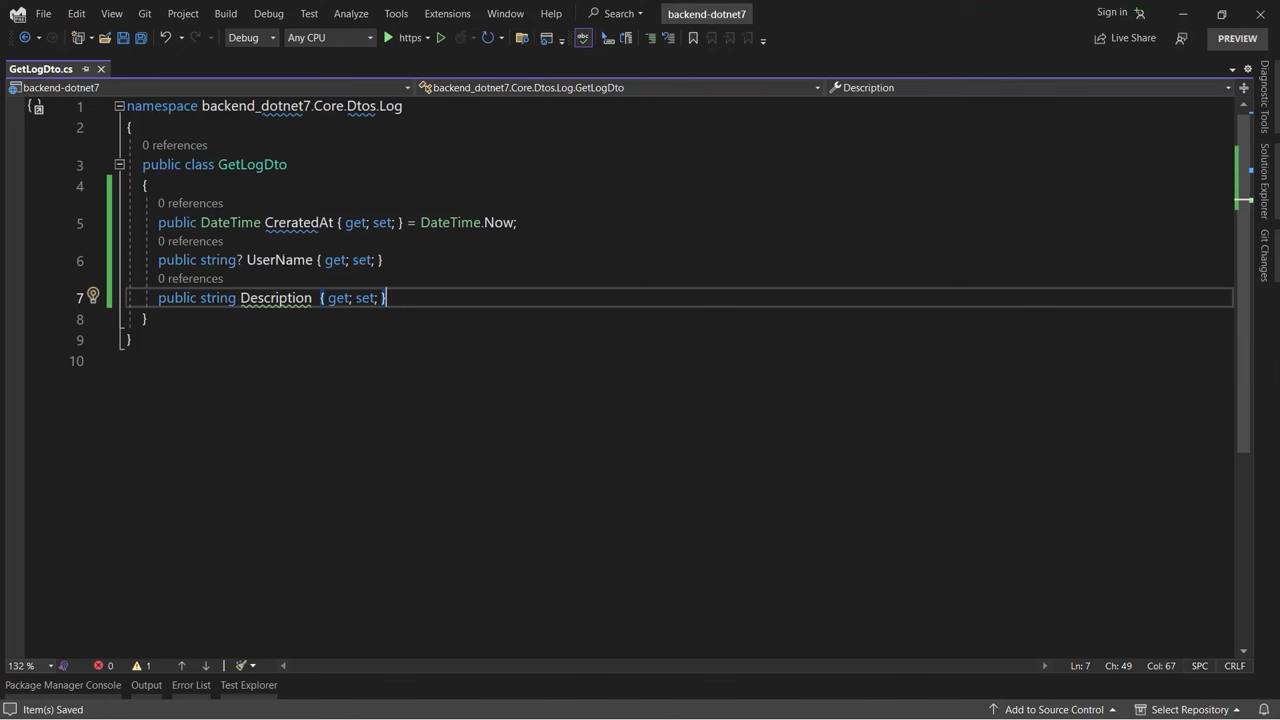 File Edit View Git Project Build Debug Test Analyze Tools Extensions Window Help Search backend-dotnet7 Sign in
Debug Any CPU https Live Share PREVIEW
GetLogDto.cs
backend-dotnet7 backend_dotnet7.Core.Dtos.Log.GetLogDto Description
1 namespace backend_dotnet7.Core.Dtos.Log
2 {
0 references
3 public class GetLogDto
4 {
0 references
5 public DateTime CreratedAt { get; set; } = DateTime.Now;
0 references
6 public string? UserName { get; set; }
0 references
7 public string Description { get; set; }
8 }
9 }
10
Diagnostic Tools
Solution Explorer
Git Changes
132 % 0 1 Ln: 7 Ch: 49 Col: 67 SPC CRLF
Package Manager Console Output Error List Test Explorer
Item(s) Saved Add to Source Control Select Repository